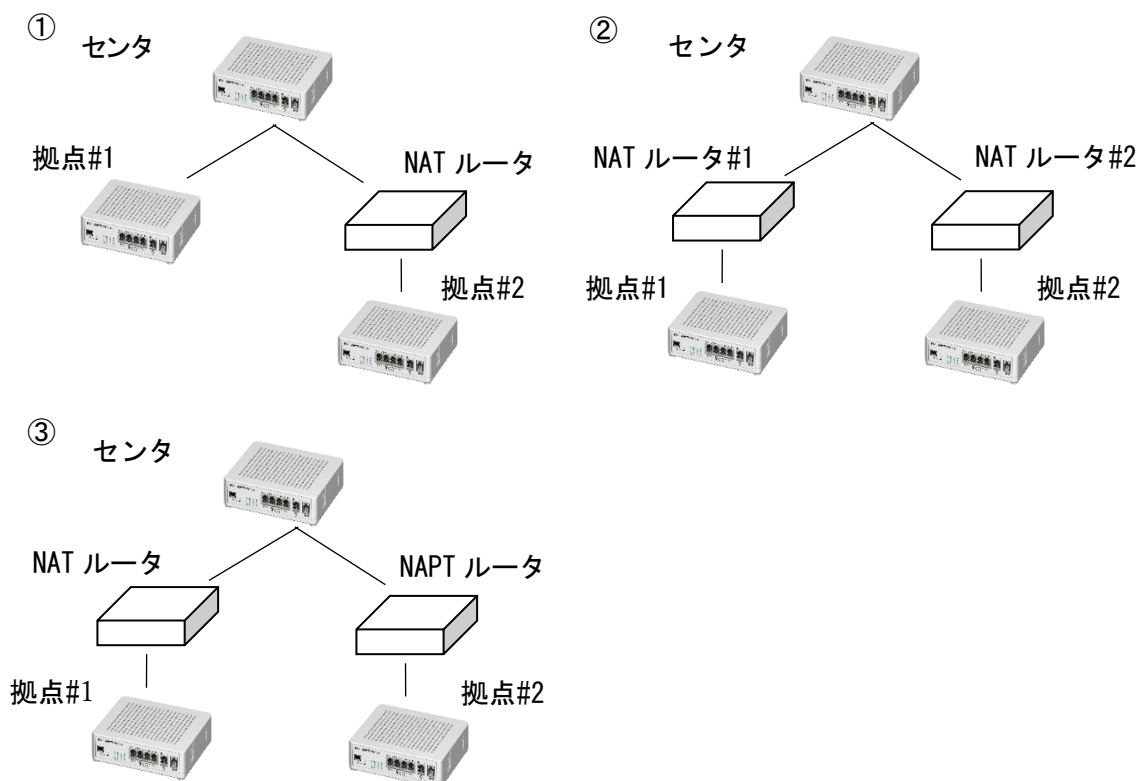 ①
センタ
拠点#1
NAT ルータ
拠点#2
②
センタ
NAT ルータ#1
NAT ルータ#2
拠点#1
拠点#2
③
センタ
NAT ルータ
NAPT ルータ
拠点#1
拠点#2